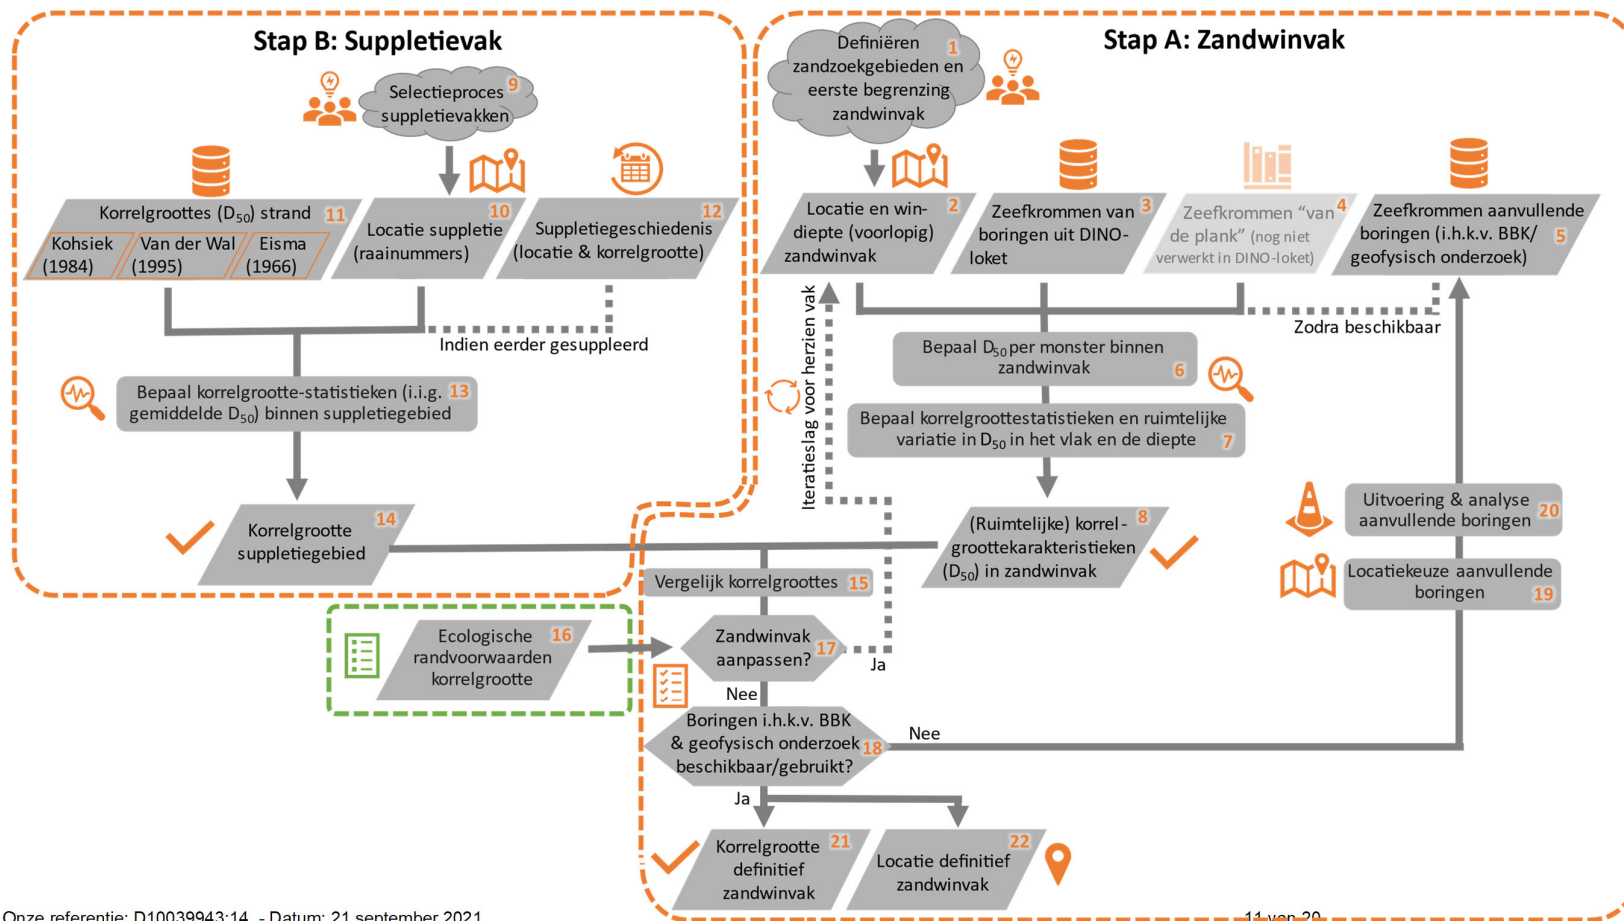 Stap B: Suppletievak
9
Selectieproces
suppletievakken
Korrelgroottes (D50) strand 11
Kohsiek
(1984)
Van der Wal
(1995)
Eisma
(1966)
10
Locatie suppletie
(raainummers)
12
Suppletiegeschiedenis
(locatie & korrelgrootte)
Indien eerder gesuppleerd
Bepaal korrelgrootte-statistieken (i.i.g. 13
gemiddelde D50) binnen suppletiegebied
14
Korrelgrootte
suppletiegebied
Stap A: Zandwinvak
1
Definiëren
zandzoekgebieden en
eerste begrenzing
zandwinvak
Locatie en win- 2
diepte (voorlopig)
zandwinvak
Zeefkrommen van 3
boringen uit DINO-
loket
Zeefkrommen “van 4
de plank” (nog niet
verwerkt in DINO-loket)
Zeefkrommen aanvullende
boringen (i.h.k.v. BBK/ 5
geofysisch onderzoek)
Zodra beschikbaar
Iteratieslag voor herzien vak
Bepaal D50 per monster binnen
zandwinvak 6
Bepaal korrelgroottestatistieken en ruimtelijke
variatie in D50 in het vlak en de diepte 7
(Ruimtelijke) korrel- 8
groottekarakteristieken
(D50) in zandwinvak
Uitvoering & analyse
aanvullende boringen 20
Locatiekeuze aanvullende
boringen 19
Vergelijk korrelgroottes 15
Ecologische 16
randvoorwaarden
korrelgrootte
Zandwinvak
aanpassen? 17
Ja
Nee
Boringen i.h.k.v. BBK
& geofysisch onderzoek 18
beschikbaar/gebruikt?
Nee
Ja
Korrelgrootte 21
definitief
zandwinvak
22
Locatie definitief
zandwinvak
Onze referentie: D10039943:14 - Datum: 21 september 2021
11 van 20